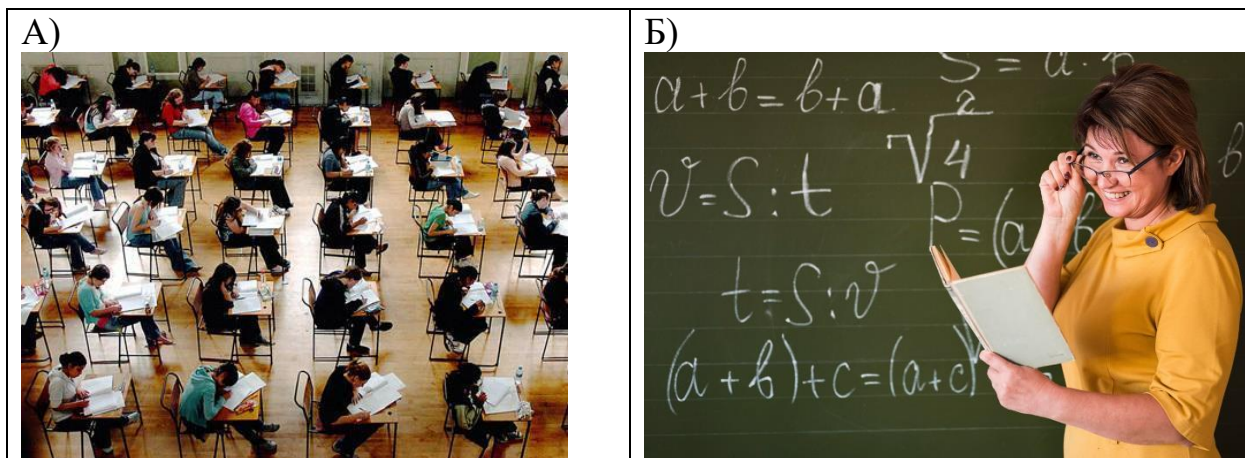 А)
Б)
a + b = b + a
S = a · b
2
√4
v = S : t
b
P = (a b
t = S : v
(a + b) + c = (a + c)